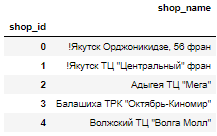 shop_name
shop_id
0 !Якутск Орджоникидзе, 56 фран
1 !Якутск ТЦ "Центральный" фран
2 Адыгея ТЦ "Мега"
3 Балашиха ТРК "Октябрь-Киномир"
4 Волжский ТЦ "Волга Молл"